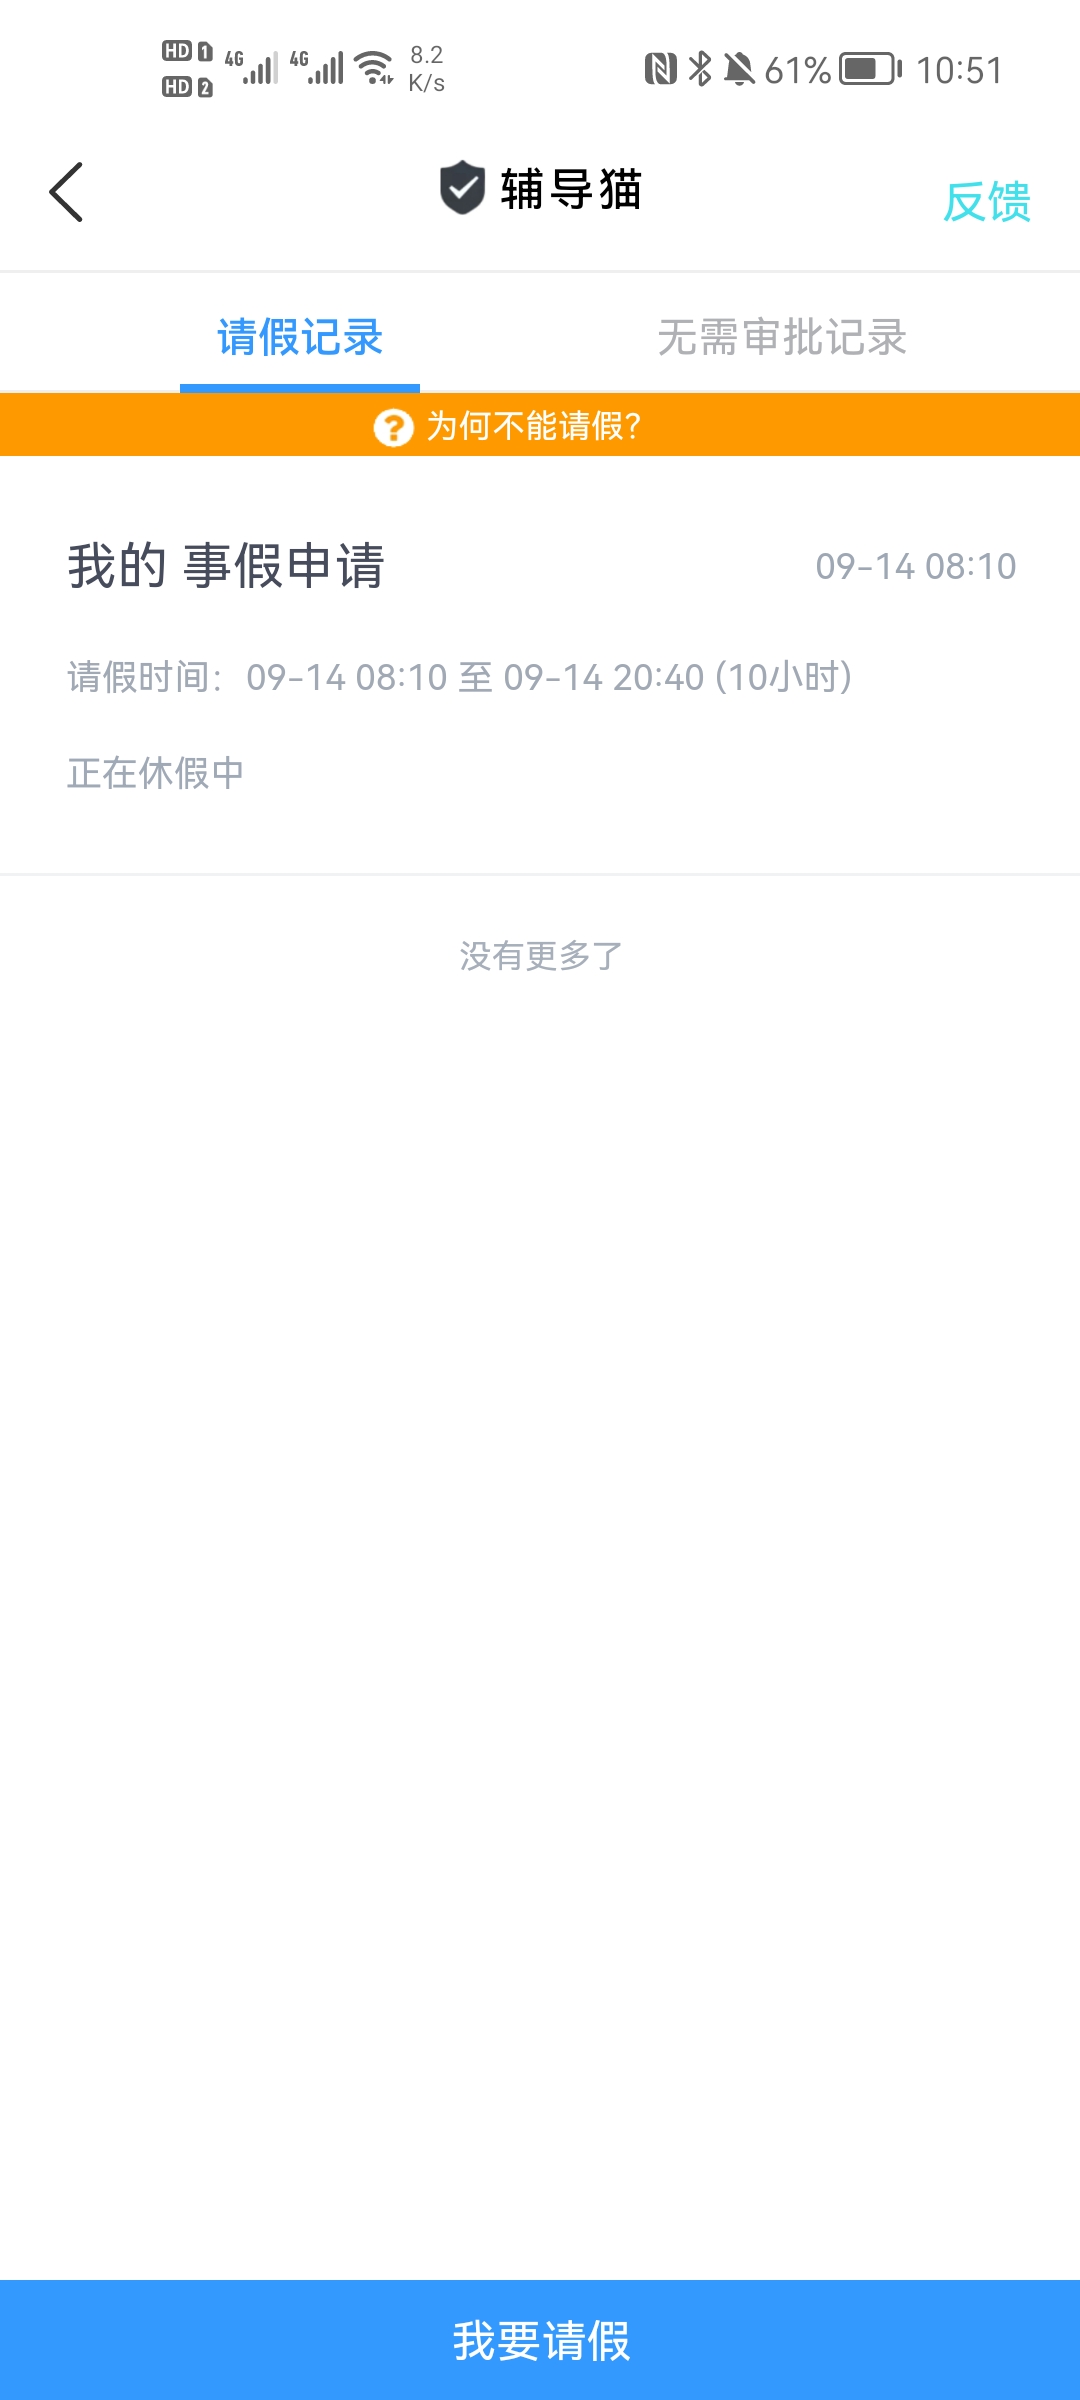 HD 1 4G 4G 8.2 61% 10:51
HD 2 K/s
辅导猫
反馈
请假记录 无需审批记录
为何不能请假?
我的 事假申请 09-14 08:10
请假时间：09-14 08:10 至 09-14 20:40 (10小时)
正在休假中
没有更多了
我要请假